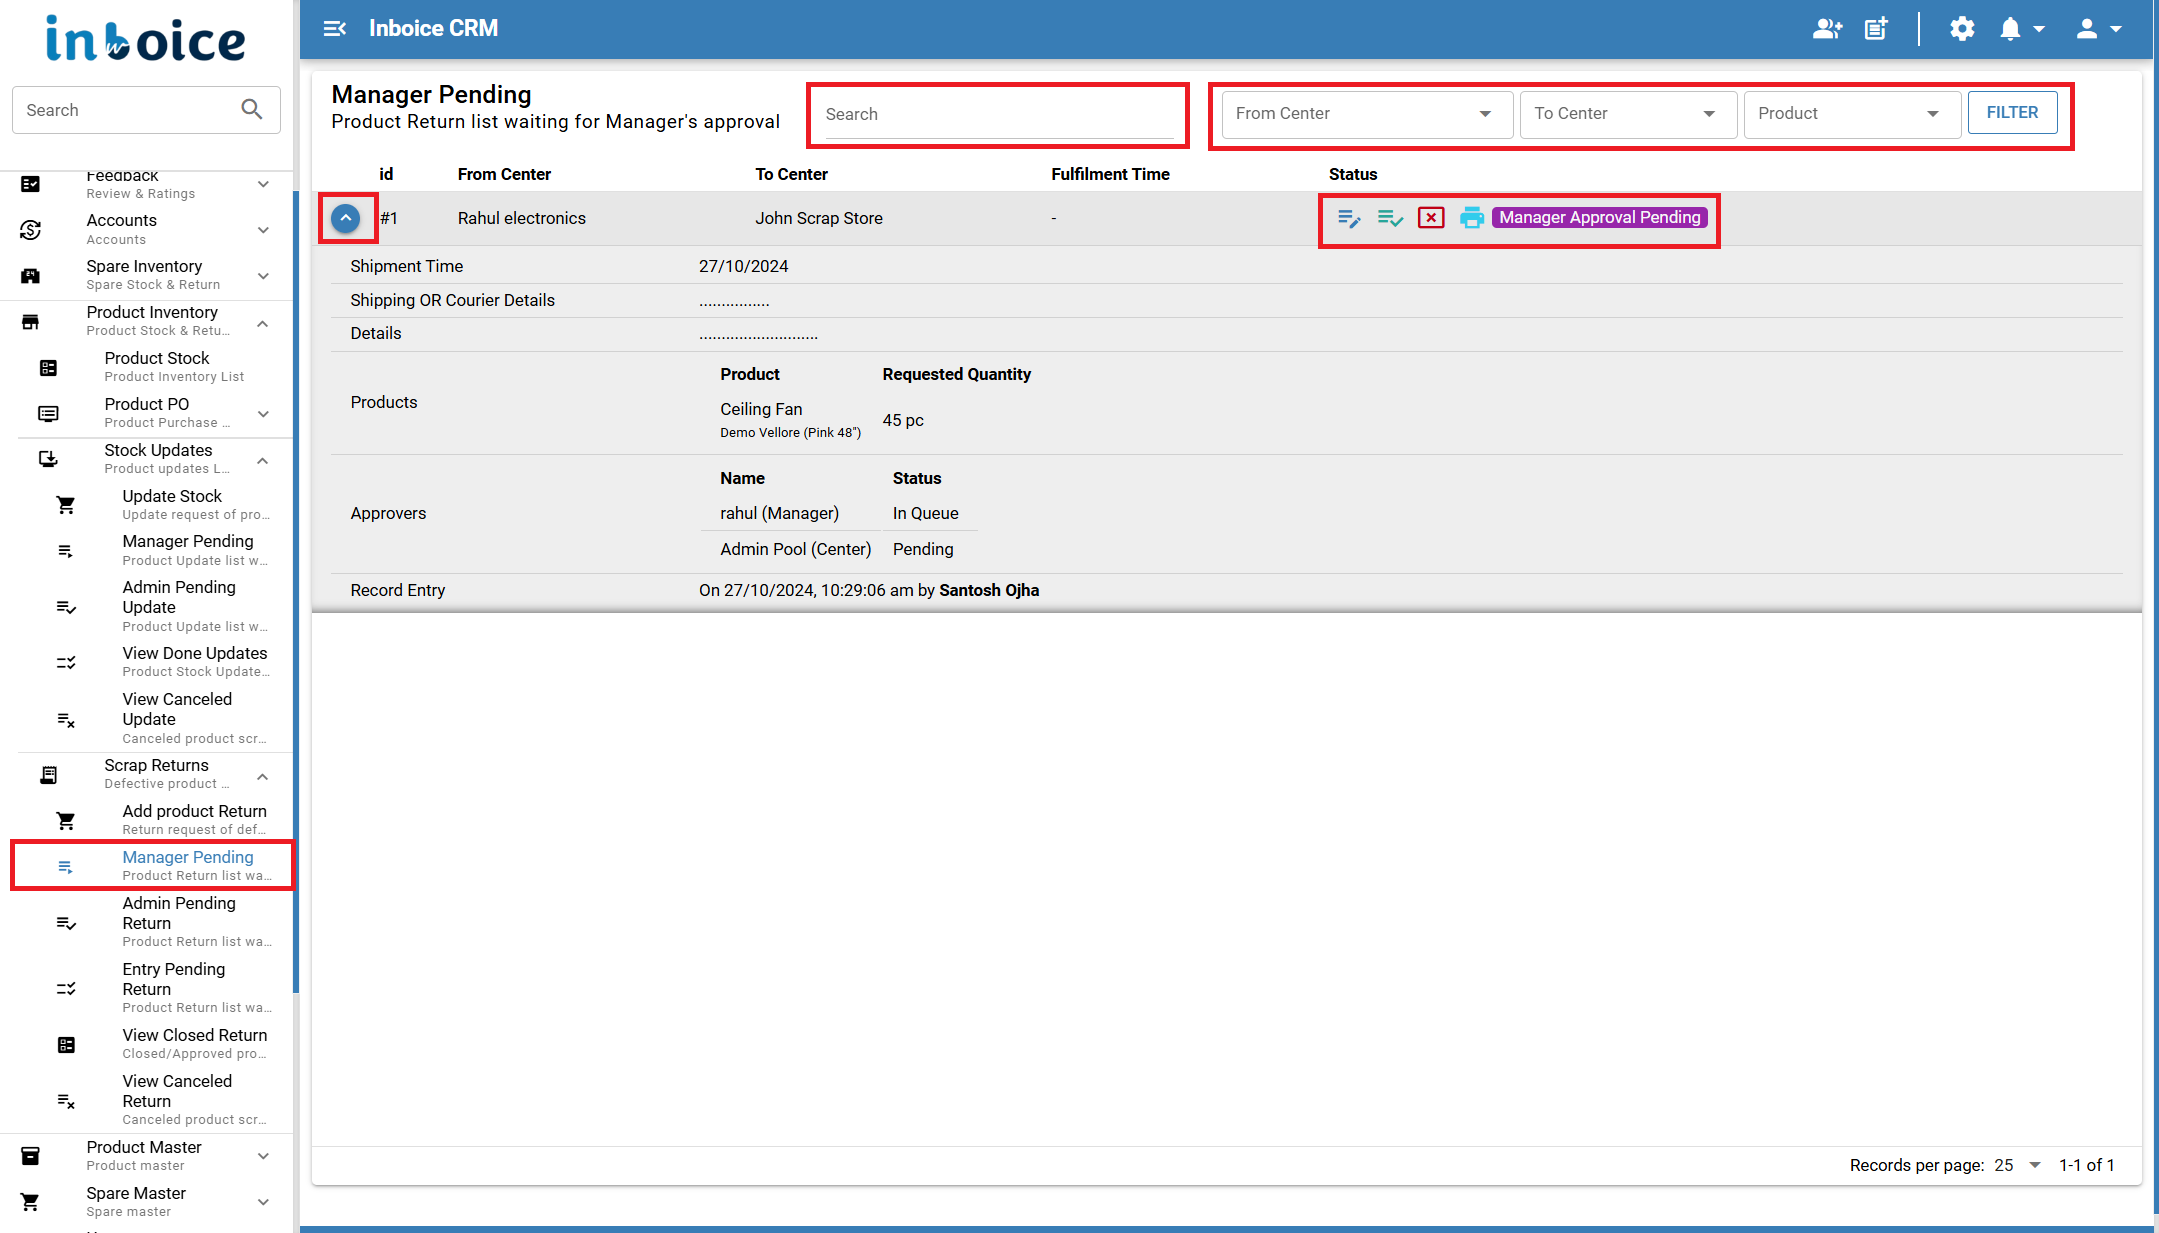 inboice
Search
Feedback
Review & Ratings
Accounts
Accounts
Spare Inventory
Spare Stock & Return
Product Inventory
Product Stock & Retu...
Product Stock
Product Inventory List
Product PO
Product Purchase ...
Stock Updates
Product updates L...
Update Stock
Update request of pro...
Manager Pending
Product Update list w...
Admin Pending
Update
Product Update list w...
View Done Updates
Product Stock Update...
View Canceled
Update
Canceled product scr...
Scrap Returns
Defective product ...
Add product Return
Return request of def...
Manager Pending
Product Return list wa...
Admin Pending
Return
Product Return list wa...
Entry Pending
Return
Product Return list wa...
View Closed Return
Closed/Approved pro...
View Canceled
Return
Canceled product scr...
Product Master
Product master
Spare Master
Spare master
Inboice CRM
Manager Pending
Product Return list waiting for Manager's approval
Search
From Center To Center Product FILTER
id From Center To Center Fulfilment Time Status
#1 Rahul electronics John Scrap Store - Manager Approval Pending
Shipment Time 27/10/2024
Shipping OR Courier Details ................
Details ...........................
Products
Product Requested Quantity
Ceiling Fan
Demo Vellore (Pink 48")
45 pc
Approvers
Name Status
rahul (Manager) In Queue
Admin Pool (Center) Pending
Record Entry On 27/10/2024, 10:29:06 am by Santosh Ojha
Records per page: 25 1-1 of 1